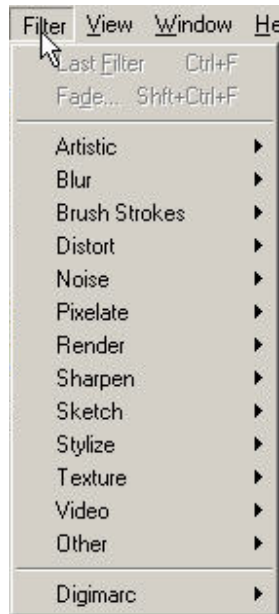 Filter View Window He
Last Filter Ctrl+F
Fade... Shft+Ctrl+F
Artistic
Blur
Brush Strokes
Distort
Noise
Pixelate
Render
Sharpen
Sketch
Stylize
Texture
Video
Other
Digimarc